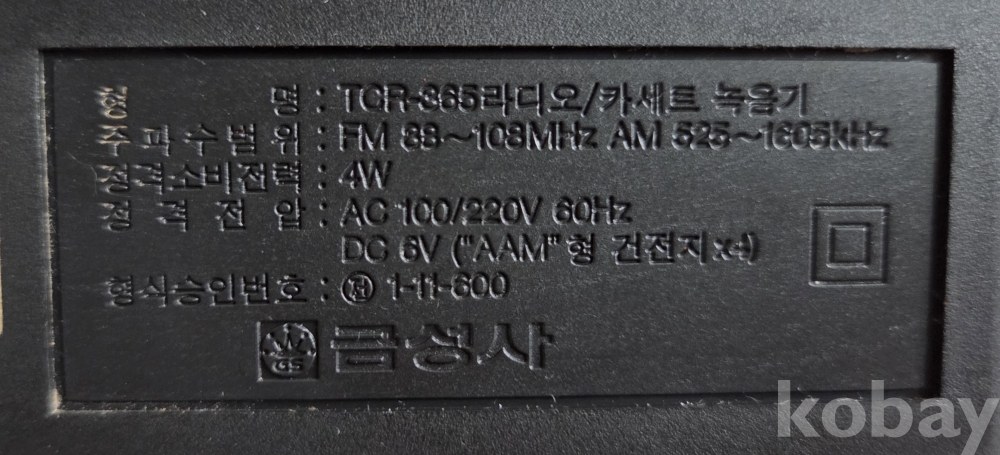 형 명 : TCR-365라디오/카세트 녹음기
주파수범위 : FM 88~108MHz AM 525~1605kHz
정격소비전력 : 4W
정격전압 : AC 100/220V 60Hz
DC 6V ("AAM"형 건전지x4)
형식승인번호 : 전 1-11-600
GS 금성사
kobay